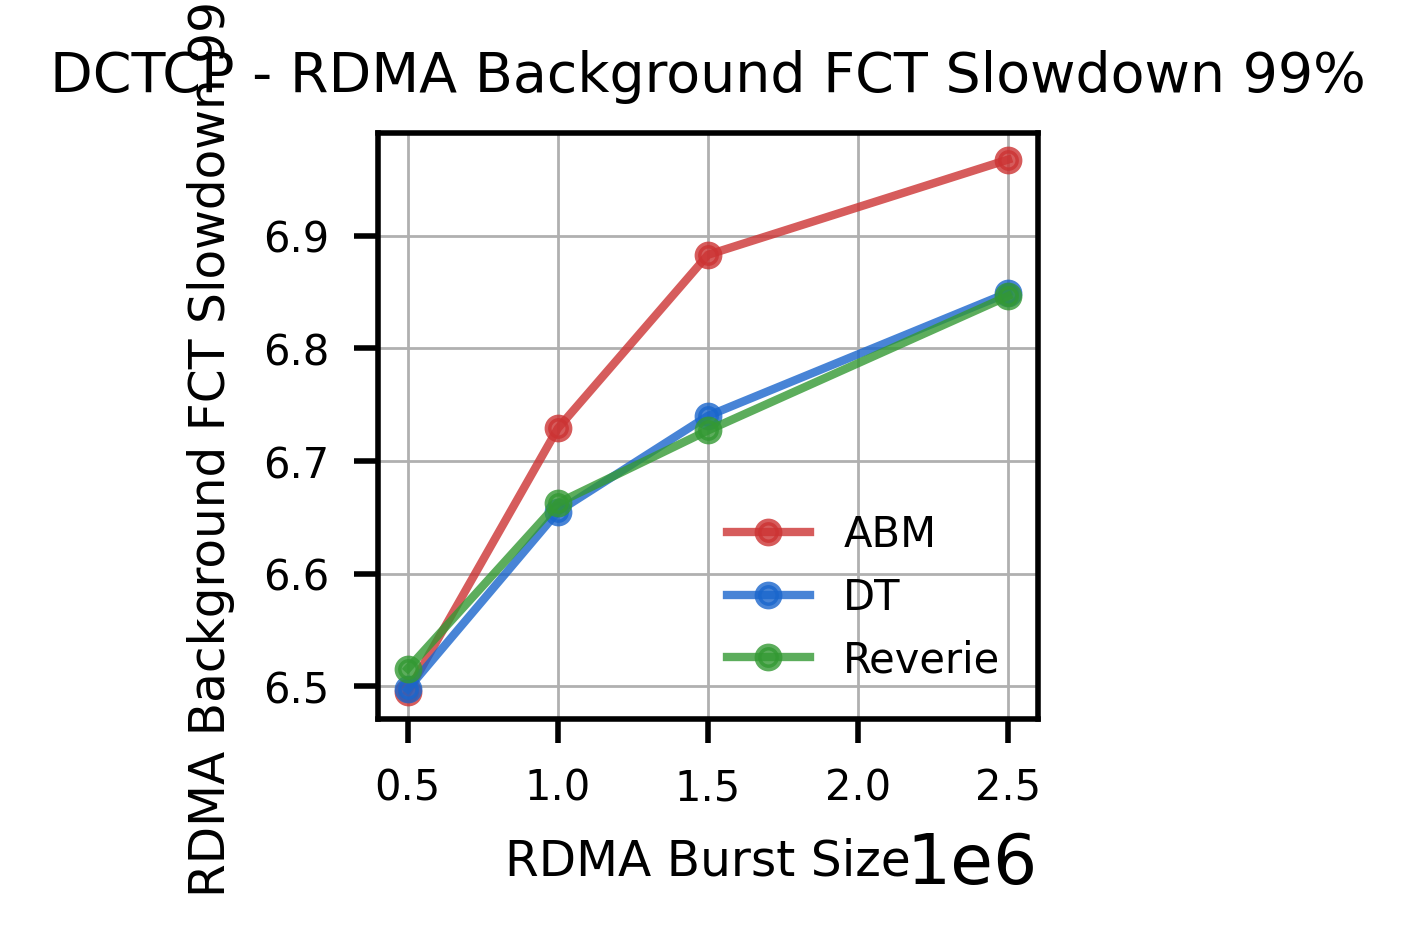 DCTCP - RDMA Background FCT Slowdown 99%
RDMA Background FCT Slowdown 99
6.9
6.8
6.7
6.6
6.5
ABM
DT
Reverie
0.5 1.0 1.5 2.0 2.5
RDMA Burst Size
1e6